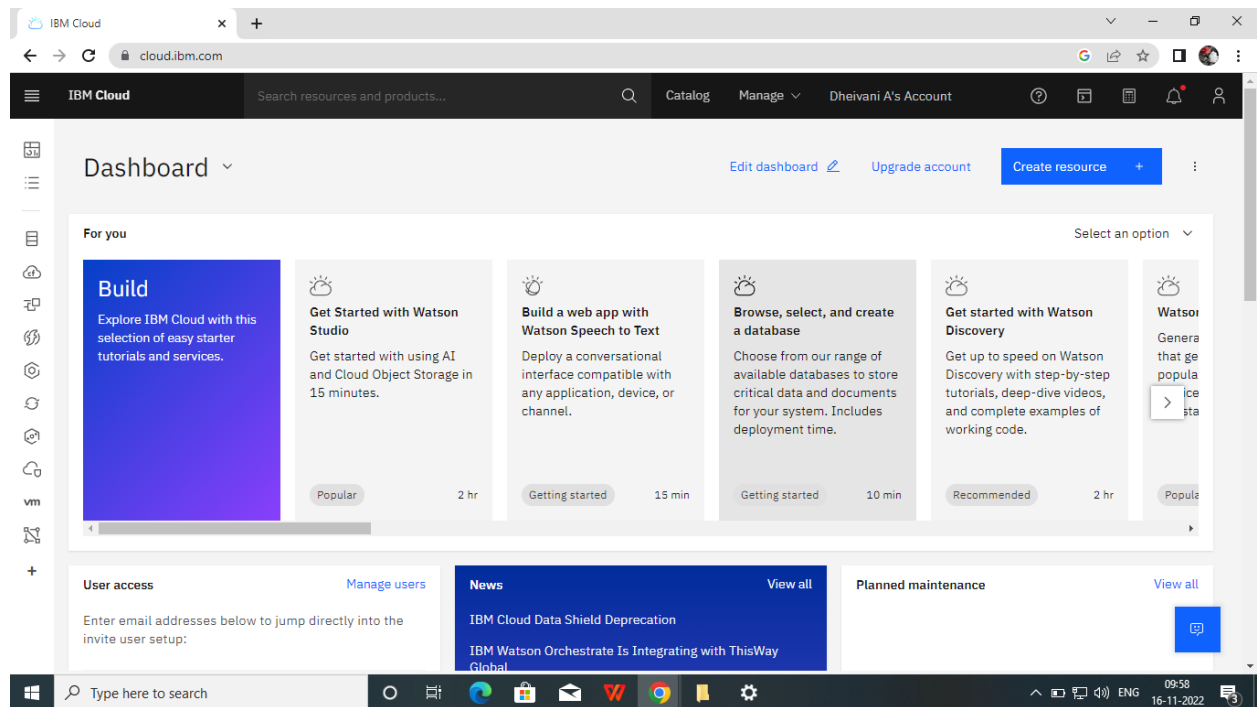 IBM Cloud
cloud.ibm.com
IBM Cloud
Search resources and products...
Catalog
Manage
Dheivani A's Account
Dashboard
Edit dashboard
Upgrade account
Create resource +
For you
Select an option
Build
Explore IBM Cloud with this
selection of easy starter
tutorials and services.
Get Started with Watson
Studio
Get started with using AI
and Cloud Object Storage in
15 minutes.
Popular
2 hr
Build a web app with
Watson Speech to Text
Deploy a conversational
interface compatible with
any application, device, or
channel.
Getting started
15 min
Browse, select, and create
a database
Choose from our range of
available databases to store
critical data and documents
for your system. Includes
deployment time.
Getting started
10 min
Get started with Watson
Discovery
Get up to speed on Watson
Discovery with step-by-step
tutorials, deep-dive videos,
and complete examples of
working code.
Recommended
2 hr
Watson
Genera
that ge
popula
Popula
vm
User access
Manage users
Enter email addresses below to jump directly into the
invite user setup:
News
View all
IBM Cloud Data Shield Deprecation
IBM Watson Orchestrate Is Integrating with ThisWay
Global
Planned maintenance
View all
Type here to search
ENG
09:58
16-11-2022
3